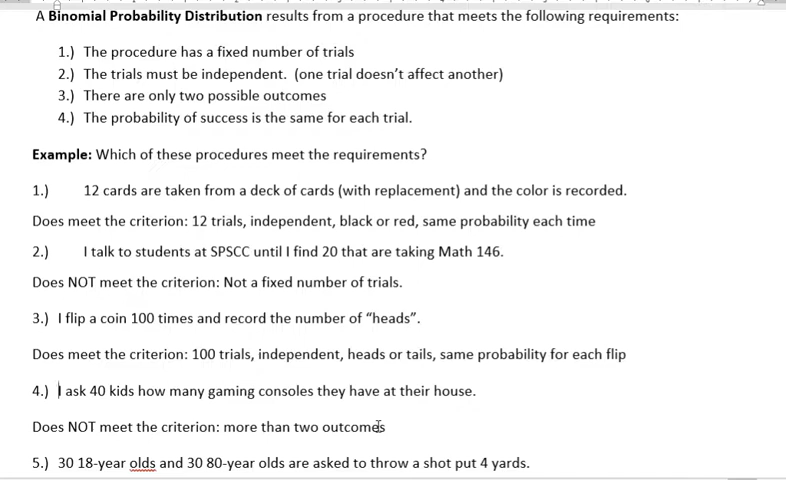 A Binomial Probability Distribution results from a procedure that meets the following requirements:
1.) The procedure has a fixed number of trials
2.) The trials must be independent. (one trial doesn't affect another)
3.) There are only two possible outcomes
4.) The probability of success is the same for each trial.
Example: Which of these procedures meet the requirements?
1.) 12 cards are taken from a deck of cards (with replacement) and the color is recorded.
Does meet the criterion: 12 trials, independent, black or red, same probability each time
2.) I talk to students at SPSCC until I find 20 that are taking Math 146.
Does NOT meet the criterion: Not a fixed number of trials.
3.) I flip a coin 100 times and record the number of “heads”.
Does meet the criterion: 100 trials, independent, heads or tails, same probability for each flip
4.) I ask 40 kids how many gaming consoles they have at their house.
Does NOT meet the criterion: more than two outcomes
5.) 30 18-year olds and 30 80-year olds are asked to throw a shot put 4 yards.